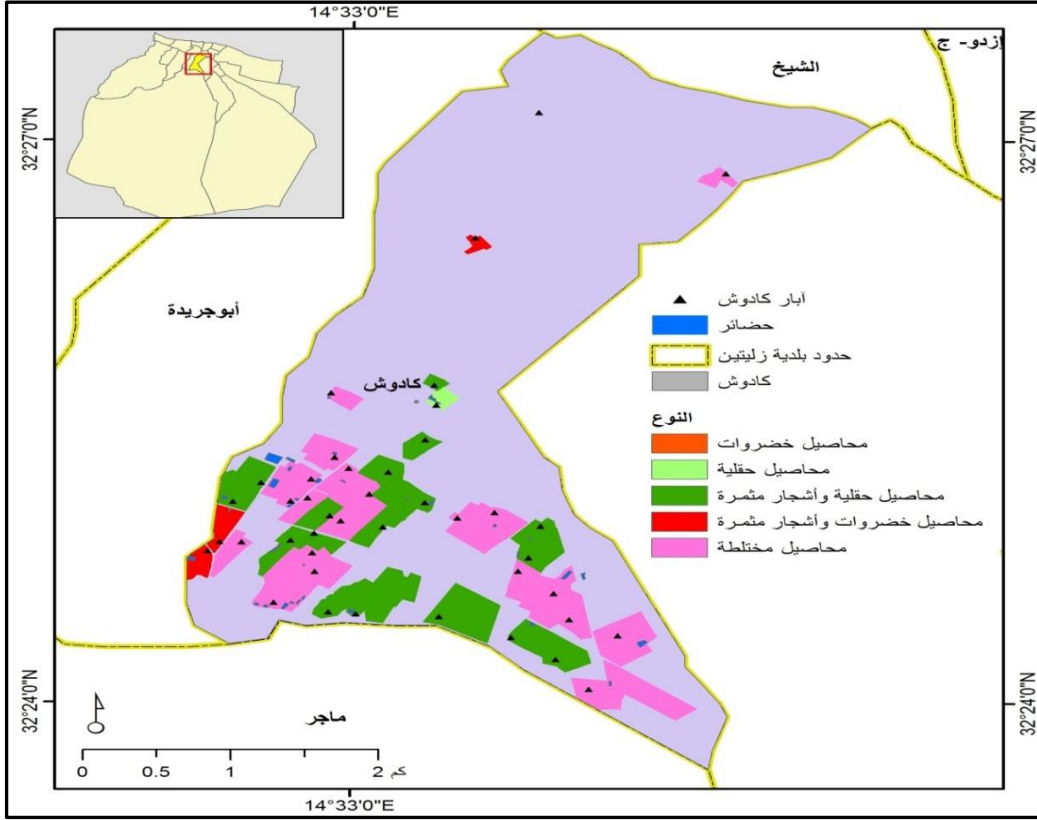 14°33'0"E
إزدو- ج
الشيخ
32°27'0"N
32°27'0"N
أبوجريدة
آبار كادوش
حضائر
حدود بلدية زليتين
كادوش
كادوش
النوع
محاصيل خضروات
محاصيل حقلية
محاصيل حقلية وأشجار مثمرة
محاصيل خضروات وأشجار مثمرة
محاصيل مختلطة
32°24'0"N
32°24'0"N
ماجر
0 0.5 1 2 كم
14°33'0"E